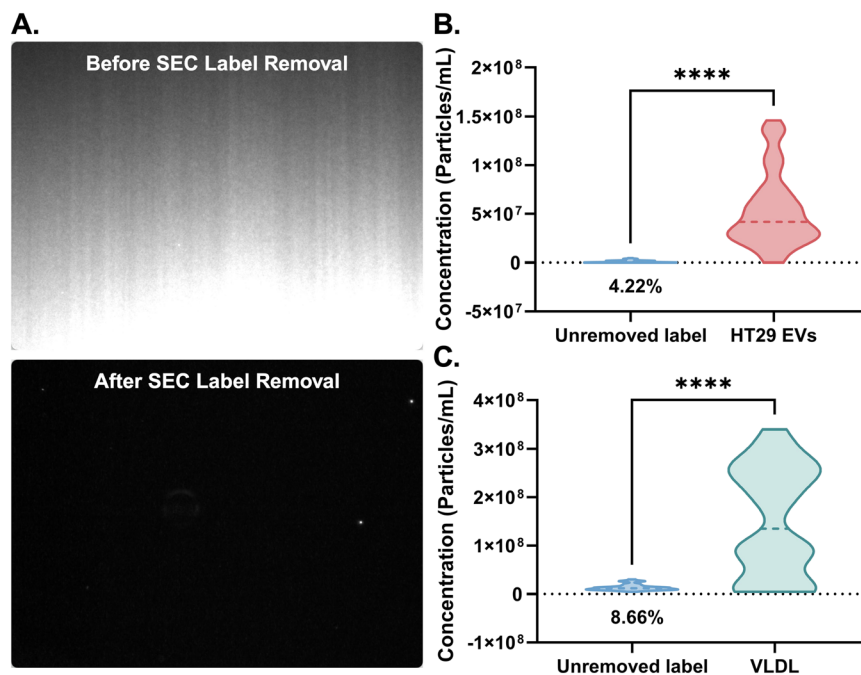 A.
Before SEC Label Removal
After SEC Label Removal
B.
Concentration (Particles/mL)
2×10⁸
1.5×10⁸
1×10⁸
5×10⁷
0
-5×10⁷
****
4.22%
Unremoved label
HT29 EVs
C.
Concentration (Particles/mL)
4×10⁸
3×10⁸
2×10⁸
1×10⁸
0
-1×10⁸
****
8.66%
Unremoved label
VLDL